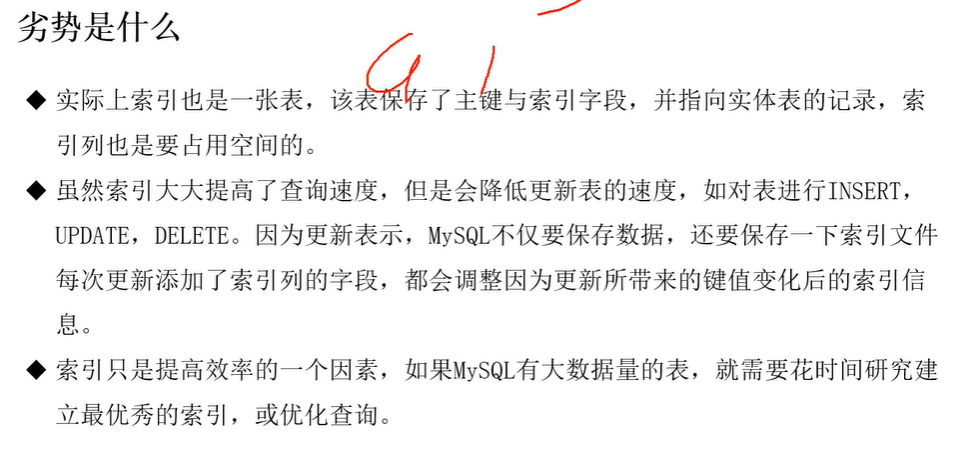 劣势是什么
◆ 实际上索引也是一张表，该表保存了主键与索引字段，并指向实体表的记录，索
引列也是要占用空间的。
◆ 虽然索引大大提高了查询速度，但是会降低更新表的速度，如对表进行INSERT，
UPDATE，DELETE。因为更新表示，MySQL不仅要保存数据，还要保存一下索引文件
每次更新添加了索引列的字段，都会调整因为更新所带来的键值变化后的索引信
息。
◆ 索引只是提高效率的一个因素，如果MySQL有大数据量的表，就需要花时间研究建
立最优秀的索引，或优化查询。